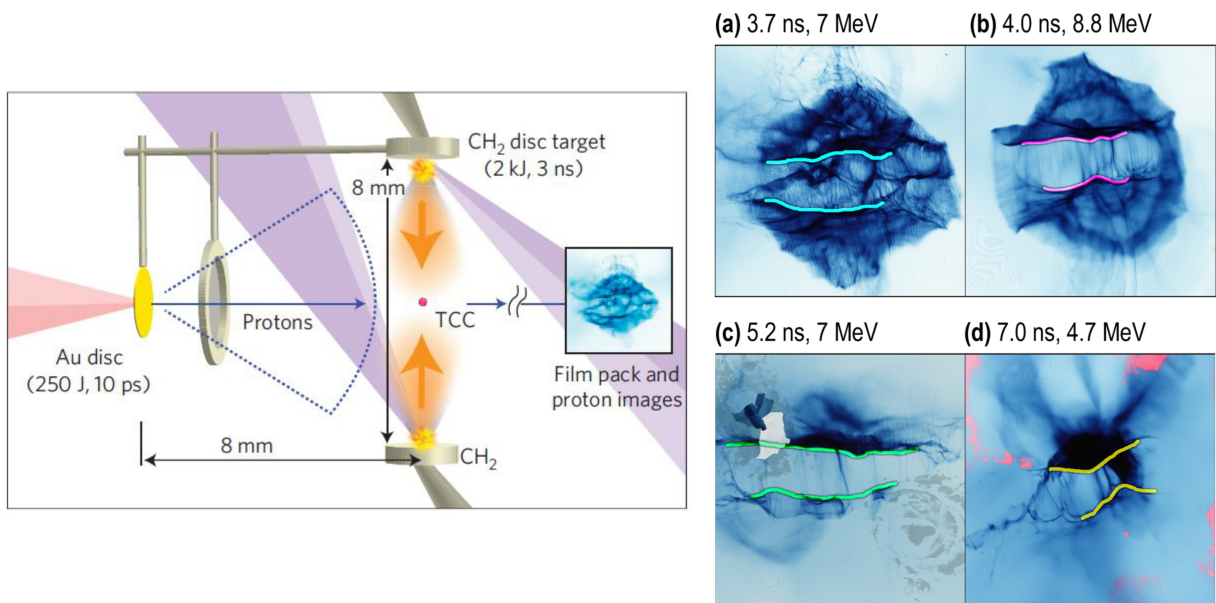 CH₂ disc target
(2 kJ, 3 ns)
8 mm
Protons
TCC
Au disc
(250 J, 10 ps)
Film pack and
proton images
8 mm
CH₂
(a) 3.7 ns, 7 MeV
(b) 4.0 ns, 8.8 MeV
(c) 5.2 ns, 7 MeV
(d) 7.0 ns, 4.7 MeV